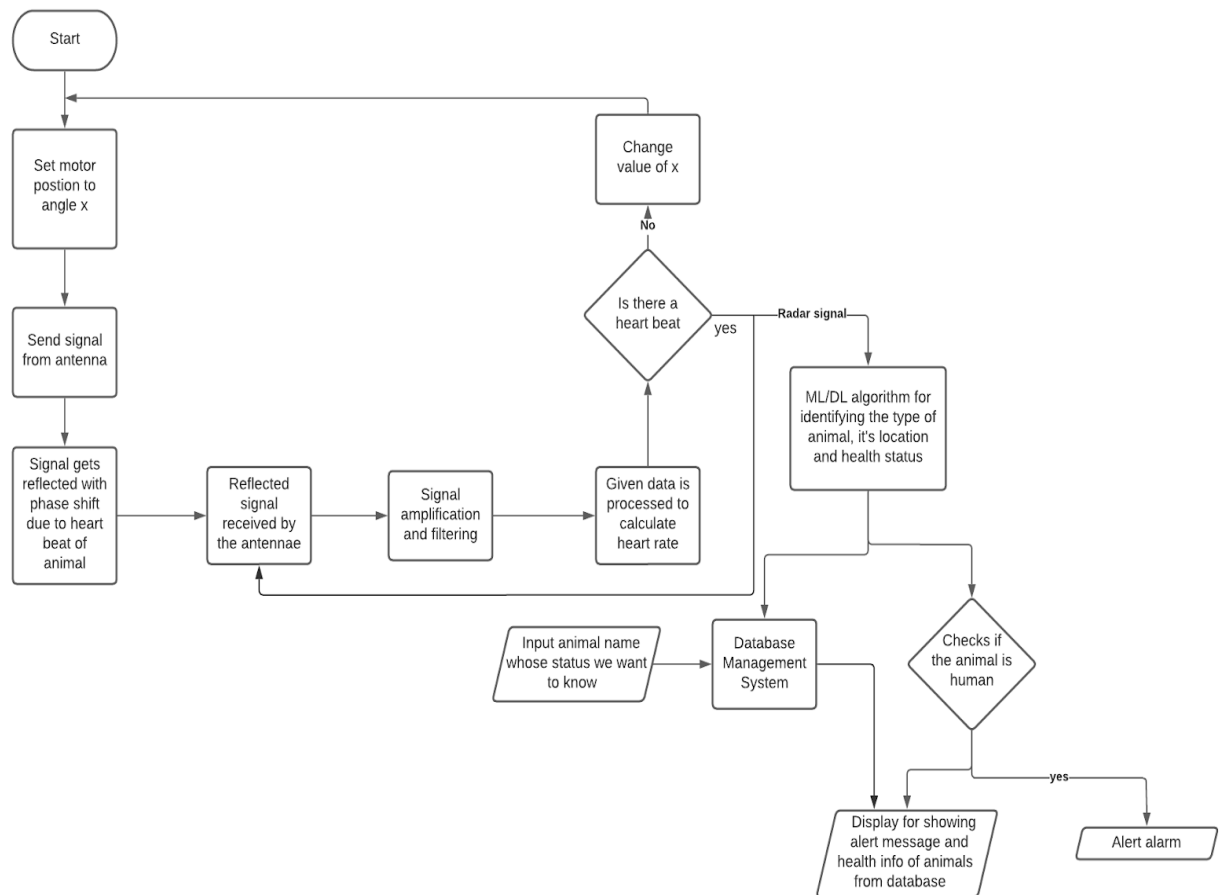 Start
Set motor
postion to
angle x
Send signal
from antenna
Signal gets
reflected with
phase shift
due to heart
beat of
animal
Reflected
signal
received by
the antennae
Signal
amplification
and filtering
Given data is
processed to
calculate
heart rate
Is there a
heart beat
No
Change
value of x
yes
Radar signal
ML/DL algorithm for
identifying the type of
animal, it's location
and health status
Input animal name
whose status we want
to know
Database
Management
System
Checks if
the animal is
human
yes
Display for showing
alert message and
health info of animals
from database
Alert alarm